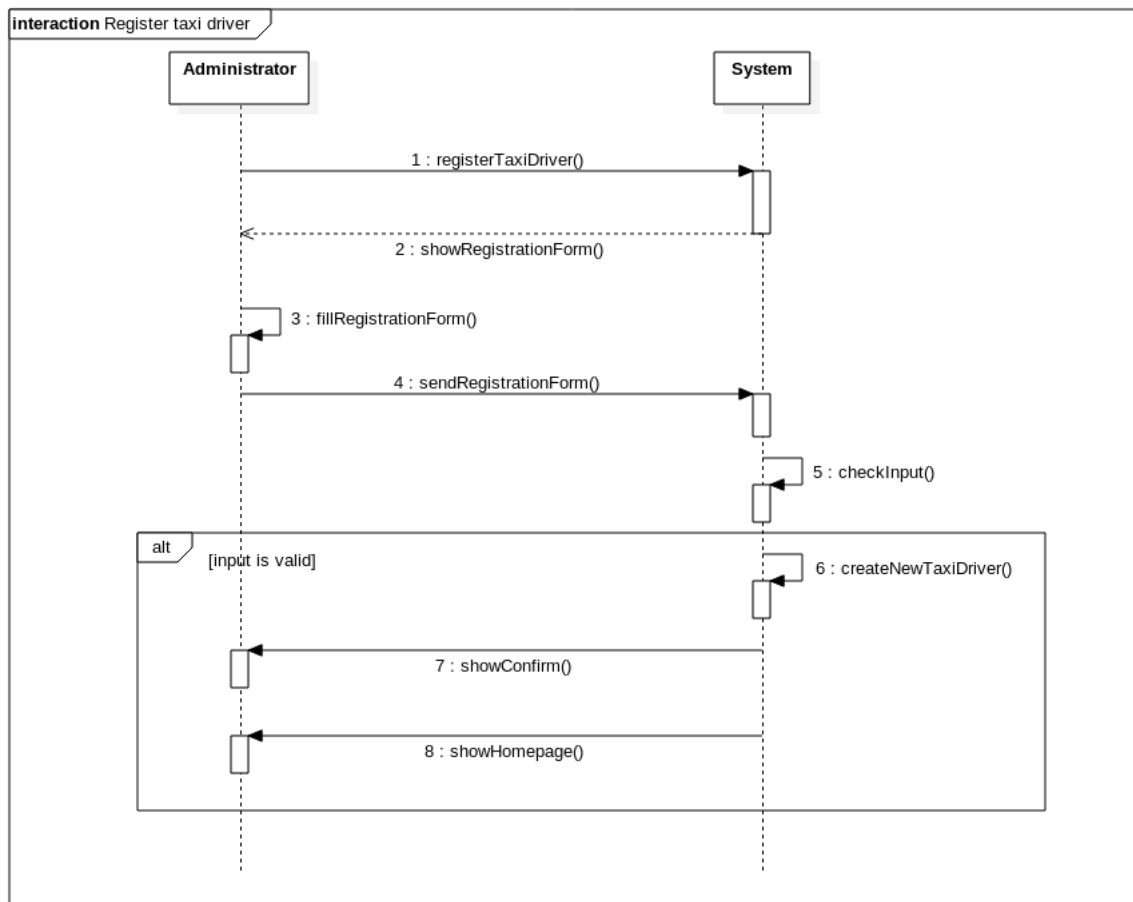 interaction Register taxi driver
Administrator
System
1 : registerTaxiDriver()
2 : showRegistrationForm()
3 : fillRegistrationForm()
4 : sendRegistrationForm()
5 : checkInput()
alt
[input is valid]
6 : createNewTaxiDriver()
7 : showConfirm()
8 : showHomepage()